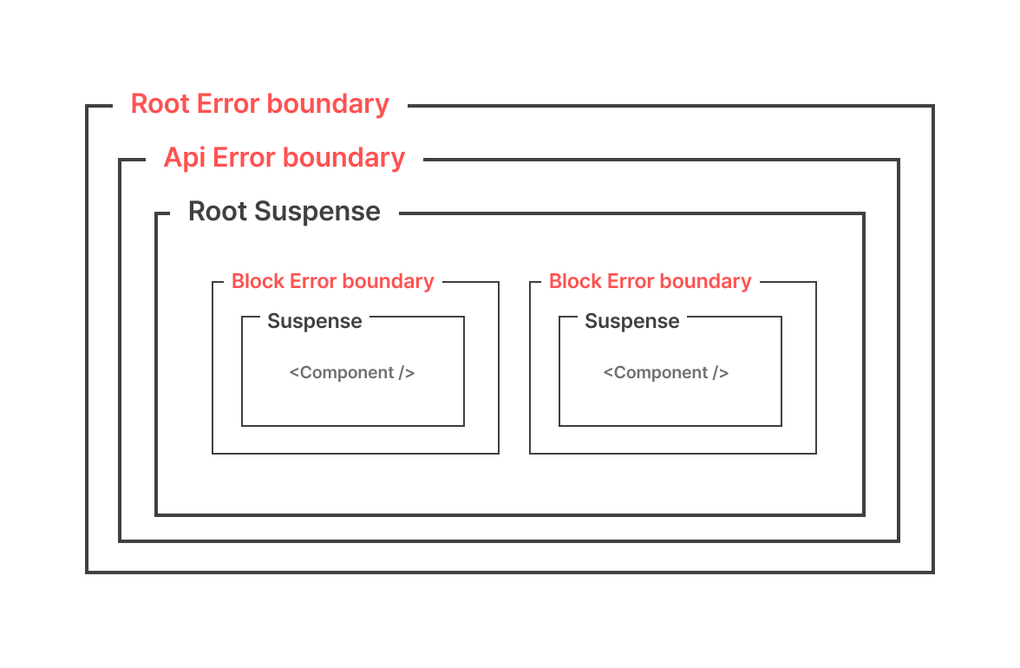 Root Error boundary
Api Error boundary
Root Suspense
Block Error boundary
Block Error boundary
Suspense
Suspense
<Component />
<Component />